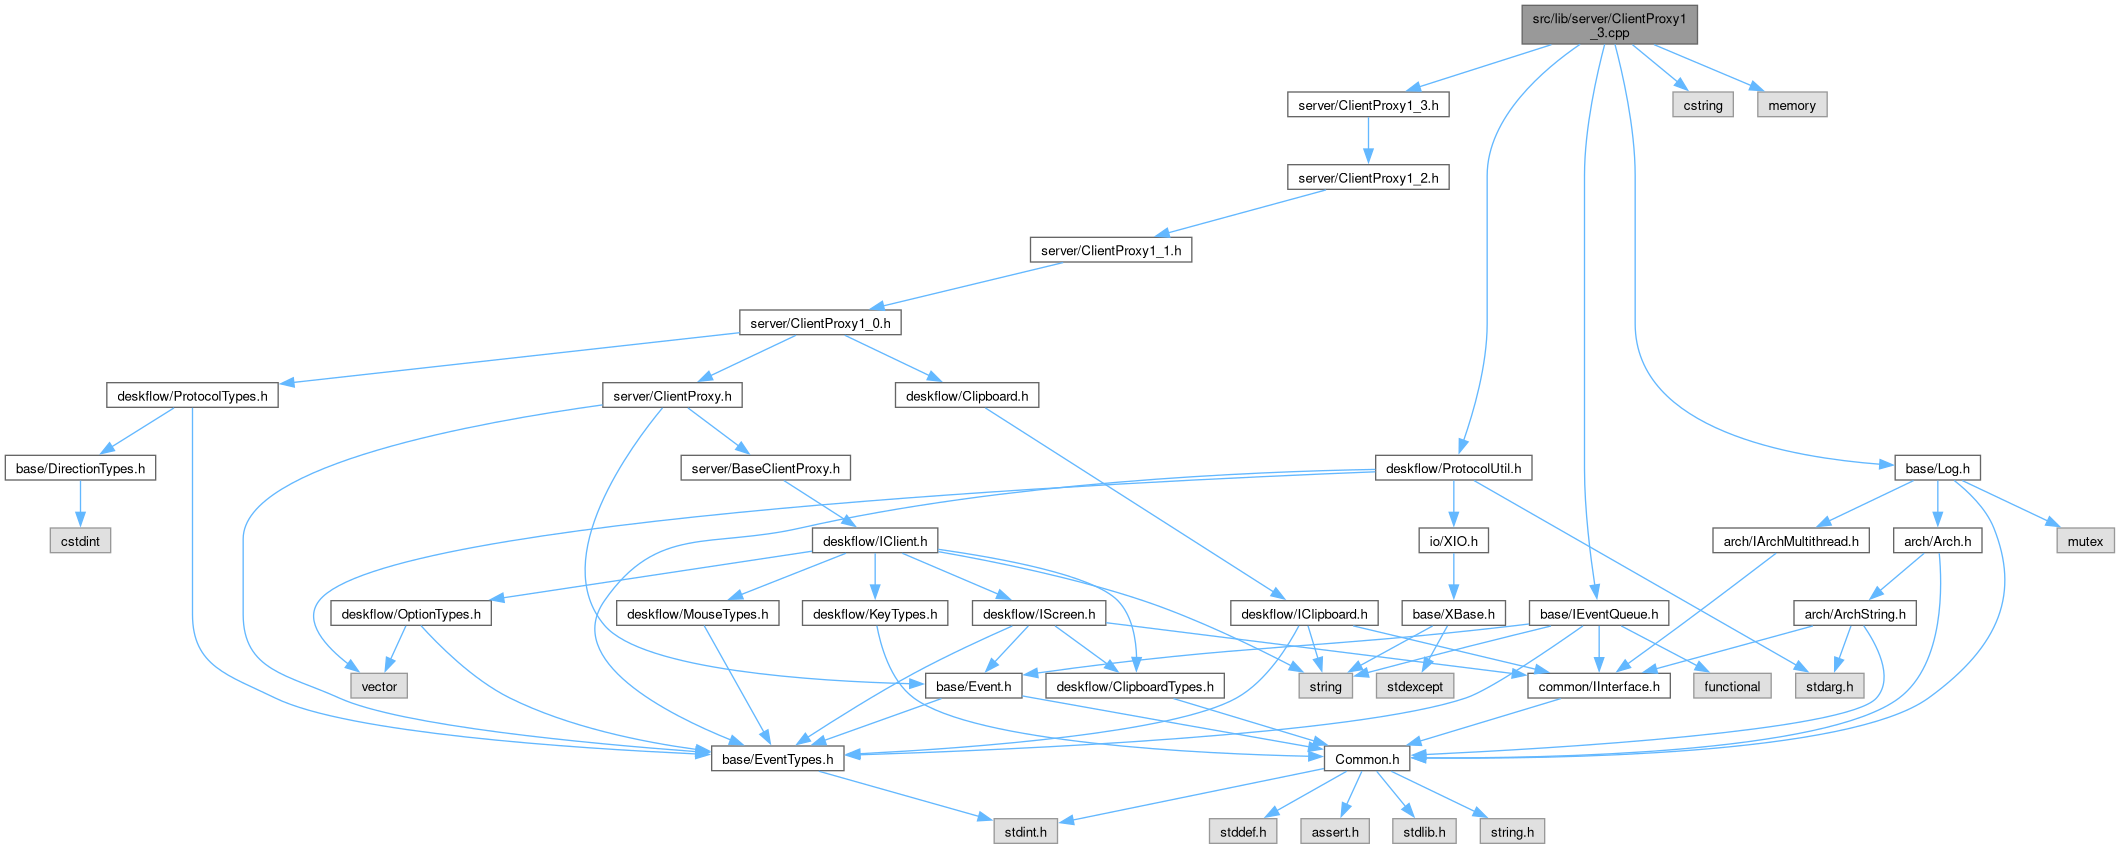 src/lib/server/ClientProxy1
_3.cpp
server/ClientProxy1_3.h
cstring
memory
server/ClientProxy1_2.h
server/ClientProxy1_1.h
server/ClientProxy1_0.h
deskflow/ProtocolTypes.h
server/ClientProxy.h
deskflow/Clipboard.h
base/DirectionTypes.h
server/BaseClientProxy.h
deskflow/ProtocolUtil.h
base/Log.h
cstdint
deskflow/IClient.h
io/XIO.h
arch/IArchMultithread.h
arch/Arch.h
mutex
deskflow/OptionTypes.h
deskflow/MouseTypes.h
deskflow/KeyTypes.h
deskflow/IScreen.h
deskflow/IClipboard.h
base/XBase.h
base/IEventQueue.h
arch/ArchString.h
vector
base/Event.h
deskflow/ClipboardTypes.h
string
stdexcept
common/IInterface.h
functional
stdarg.h
base/EventTypes.h
Common.h
stdint.h
stddef.h
assert.h
stdlib.h
string.h